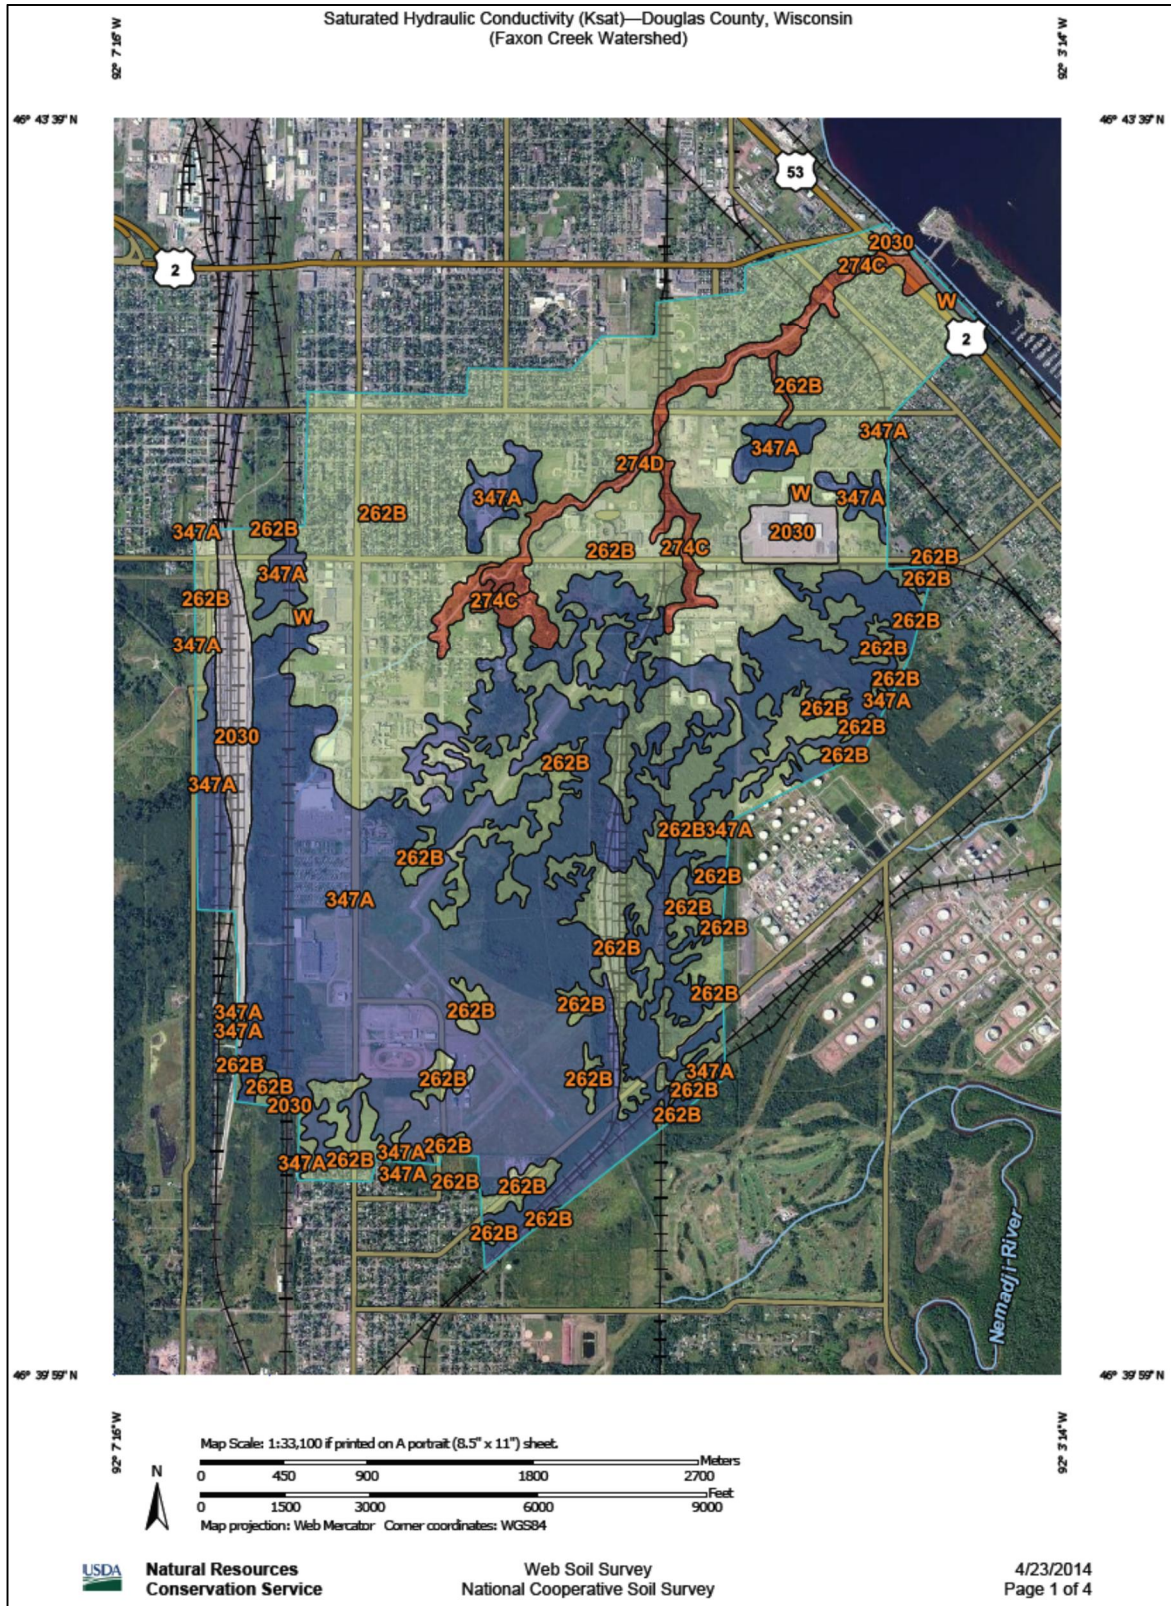 Saturated Hydraulic Conductivity (Ksat)—Douglas County, Wisconsin
(Faxon Creek Watershed)
92° 7' 16" W
92° 3' 14" W
46° 43' 39" N
46° 43' 39" N
53
2
2030
274C
W
2
262B
347A
347A
274D
347A
W
347A
262B
347A
262B
2030
262B
274C
262B
347A
262B
262B
274C
W
262B
347A
262B
262B
347A
262B
2030
262B
262B
262B
347A
262B
347A
262B
262B
347A
262B
262B
262B
262B
262B
262B
262B
347A
347A
262B
262B
262B
347A
262B
262B
2030
262B
347A
262B
347A
262B
347A
262B
262B
262B
262B
Nemadji River
46° 39' 59" N
46° 39' 59" N
92° 7' 16" W
92° 3' 14" W
Map Scale: 1:33,100 if printed on A portrait (8.5" x 11") sheet.
N
Meters
0 450 900 1800 2700
Feet
0 1500 3000 6000 9000
Map projection: Web Mercator Corner coordinates: WGS84
USDA
Natural Resources
Conservation Service
Web Soil Survey
National Cooperative Soil Survey
4/23/2014
Page 1 of 4